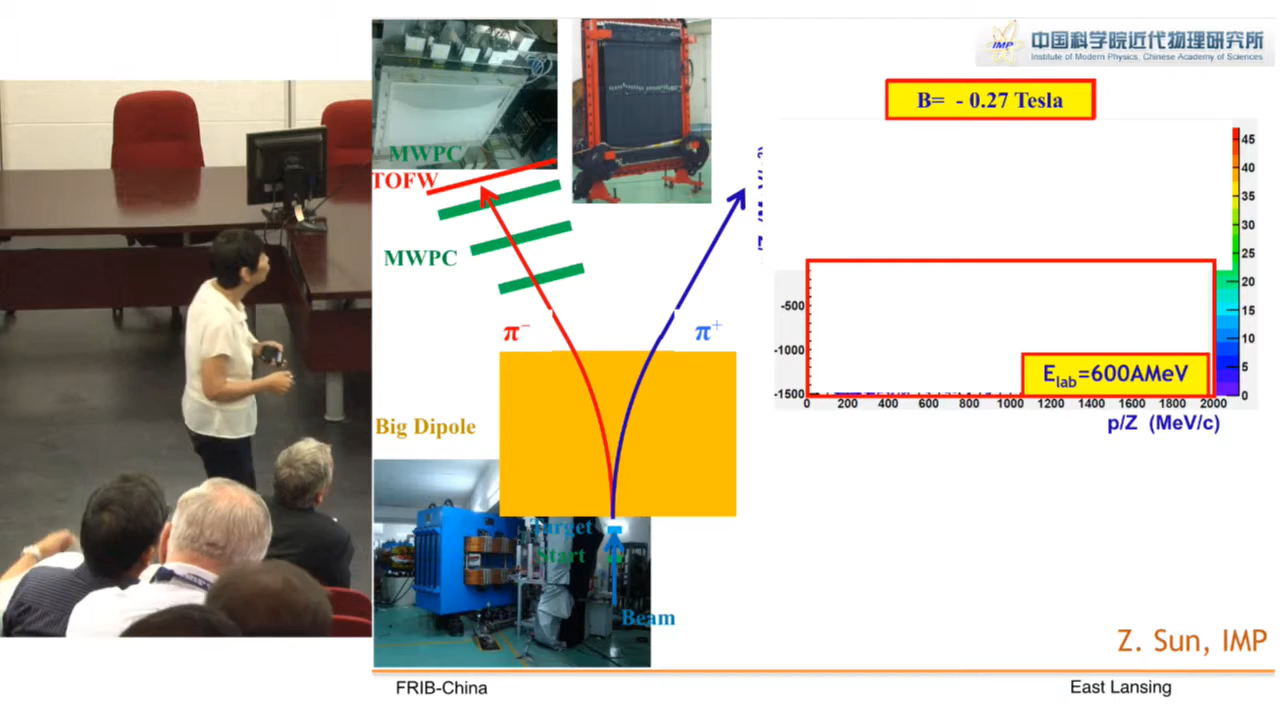 IMP
中国科学院近代物理研究所
Institute of Modern Physics, Chinese Academy of Sciences
B= - 0.27 Tesla
MWPC
TOFW
MWPC
π⁻
π⁺
Big Dipole
Target
Start
Beam
45
40
35
30
25
20
15
10
5
0
-500
-1000
-1500
E_lab=600AMeV
0 200 400 600 800 1000 1200 1400 1600 1800 2000
p/Z (MeV/c)
Z. Sun, IMP
FRIB-China
East Lansing